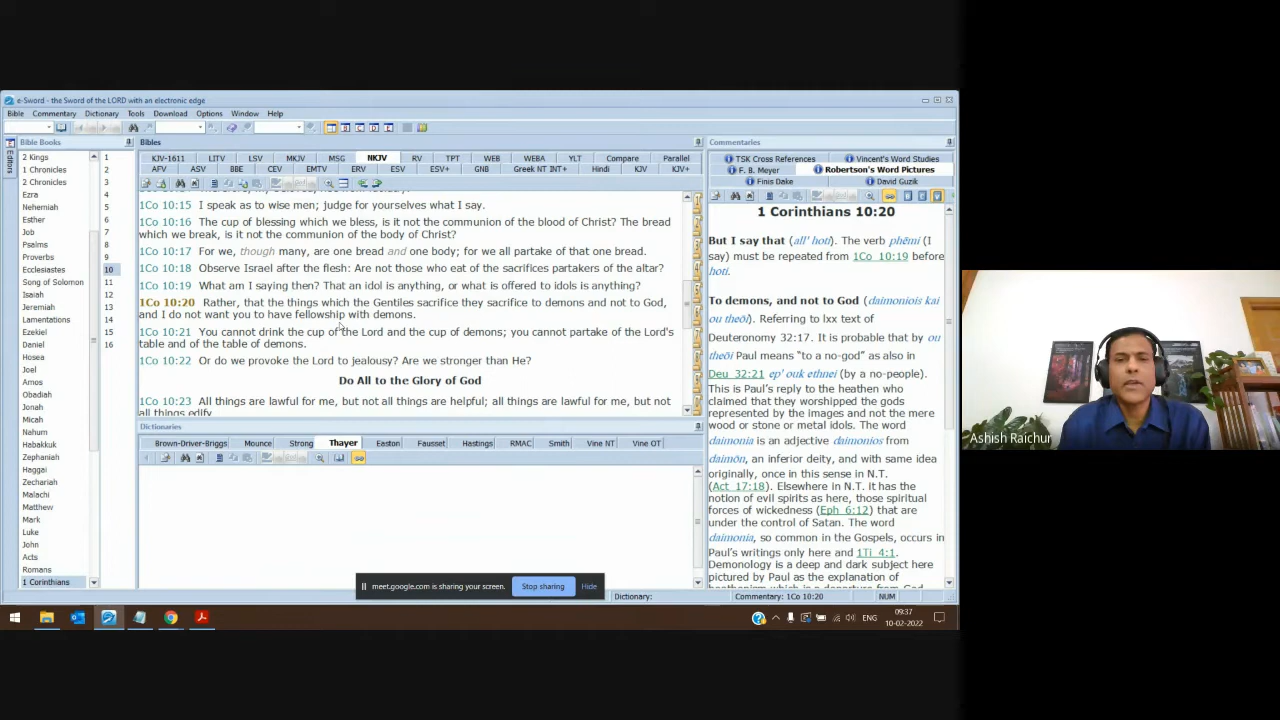 e-Sword - the Sword of the LORD with an electronic edge
Bible Commentary Dictionary Tools Download Options Window Help
Editors
Bible Books
2 Kings
1 Chronicles
2 Chronicles
Ezra
Nehemiah
Esther
Job
Psalms
Proverbs
Ecclesiastes
Song of Solomon
Isaiah
Jeremiah
Lamentations
Ezekiel
Daniel
Hosea
Joel
Amos
Obadiah
Jonah
Micah
Nahum
Habakkuk
Zephaniah
Haggai
Zechariah
Malachi
Matthew
Mark
Luke
John
Acts
Romans
1 Corinthians
1
2
3
4
5
6
7
8
9
10
11
12
13
14
15
16
Bibles
KJV-1611 LITV LSV MKJV MSG NKJV RV TPT WEB WEBA YLT Compare Parallel
AFV ASV BBE CEV EMTV ERV ESV ESV+ GNB Greek NT INT+ Hindi KJV KJV+
1Co 10:15 I speak as to wise men; judge for yourselves what I say.
1Co 10:16 The cup of blessing which we bless, is it not the communion of the blood of Christ? The bread
which we break, is it not the communion of the body of Christ?
1Co 10:17 For we, though many, are one bread and one body; for we all partake of that one bread.
1Co 10:18 Observe Israel after the flesh: Are not those who eat of the sacrifices partakers of the altar?
1Co 10:19 What am I saying then? That an idol is anything, or what is offered to idols is anything?
1Co 10:20 Rather, that the things which the Gentiles sacrifice they sacrifice to demons and not to God,
and I do not want you to have fellowship with demons.
1Co 10:21 You cannot drink the cup of the Lord and the cup of demons; you cannot partake of the Lord's
table and of the table of demons.
1Co 10:22 Or do we provoke the Lord to jealousy? Are we stronger than He?
Do All to the Glory of God
1Co 10:23 All things are lawful for me, but not all things are helpful; all things are lawful for me, but not
all things edify
Dictionaries
Brown-Driver-Briggs Mounce Strong Thayer Easton Fausset Hastings RMAC Smith Vine NT Vine OT
Commentaries
TSK Cross References Vincent's Word Studies
F. B. Meyer Robertson's Word Pictures
Finis Dake David Guzik
1 Corinthians 10:20
But I say that (all' hoti). The verb phēmi (I
say) must be repeated from 1Co 10:19 before
hoti.
To demons, and not to God (daimoniois kai
ou theōi). Referring to lxx text of
Deuteronomy 32:17. It is probable that by ou
theōi Paul means "to a no-god" as also in
Deu 32:21 ep' ouk ethnei (by a no-people).
This is Paul's reply to the heathen who
claimed that they worshipped the gods
represented by the images and not the mere
wood or stone or metal idols. The word
daimonia is an adjective daimonios from
daimōn, an inferior deity, and with same idea
originally, once in this sense in N.T.
(Act 17:18). Elsewhere in N.T. it has the
notion of evil spirits as here, those spiritual
forces of wickedness (Eph 6:12) that are
under the control of Satan. The word
daimonia, so common in the Gospels, occurs in
Paul's writings only here and 1Ti 4:1.
Demonology is a deep and dark subject here
pictured by Paul as the explanation of
meet.google.com is sharing your screen. Stop sharing Hide
Dictionary: Commentary: 1Co 10:20 NUM
ENG
09:37
10-02-2022
Ashish Raichur